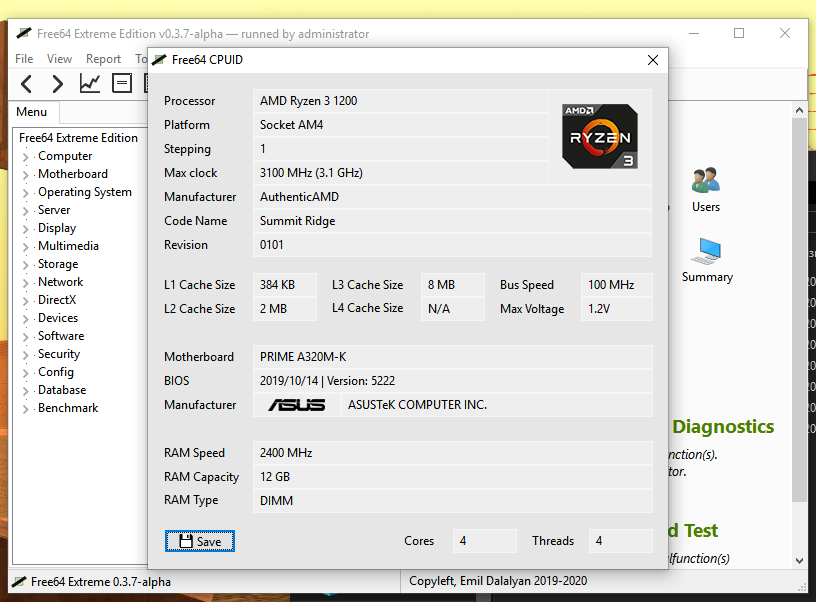 Free64 Extreme Edition v0.3.7-alpha — runned by administrator
File View Report To
Free64 CPUID
Menu
Free64 Extreme Edition
Computer
Motherboard
Operating System
Server
Display
Multimedia
Storage
Network
DirectX
Devices
Software
Security
Config
Database
Benchmark
Processor AMD Ryzen 3 1200
Platform Socket AM4
Stepping 1
Max clock 3100 MHz (3.1 GHz)
Manufacturer AuthenticAMD
Code Name Summit Ridge
Revision 0101
AMD
RYZEN
3
L1 Cache Size 384 KB L3 Cache Size 8 MB Bus Speed 100 MHz
L2 Cache Size 2 MB L4 Cache Size N/A Max Voltage 1.2V
Motherboard PRIME A320M-K
BIOS 2019/10/14 | Version: 5222
Manufacturer ASUS ASUSTeK COMPUTER INC.
RAM Speed 2400 MHz
RAM Capacity 12 GB
RAM Type DIMM
Save Cores 4 Threads 4
Users
Summary
Diagnostics
nction(s).
tor.
d Test
lfunction(s)
Free64 Extreme 0.3.7-alpha Copyleft, Emil Dalalyan 2019-2020